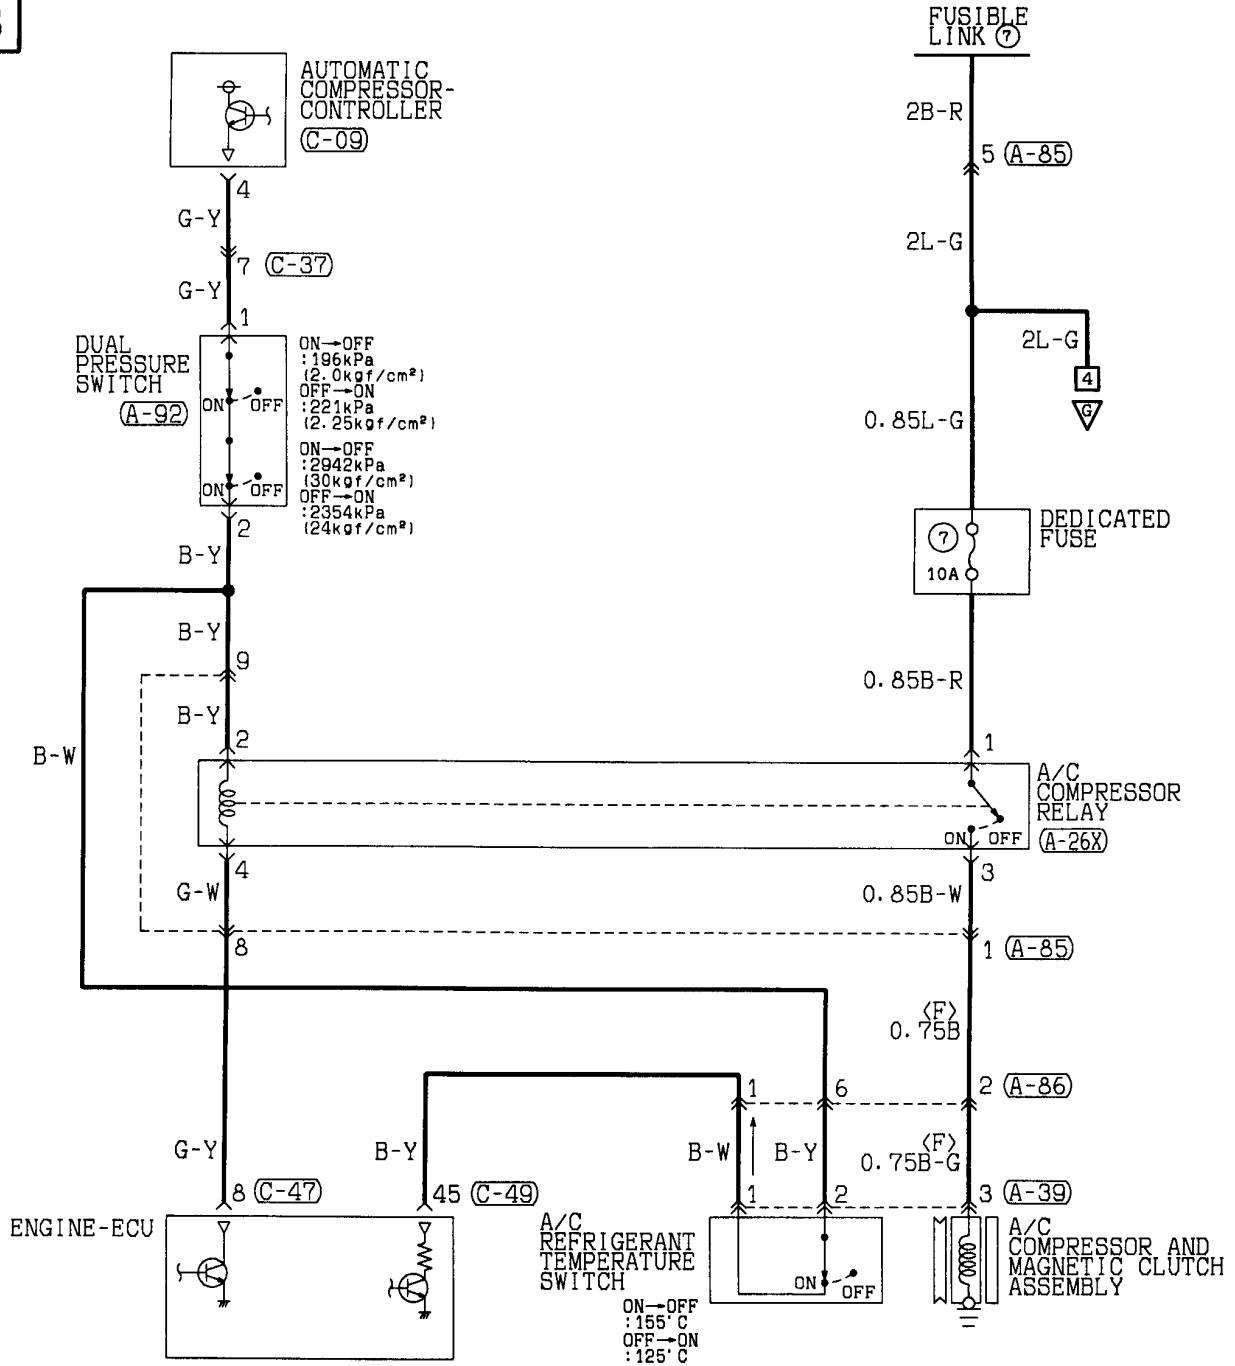 FUSIBLE
LINK ⑦
AUTOMATIC
COMPRESSOR-
CONTROLLER
(C-09)
2B-R
5 (A-85)
4
G-Y
2L-G
7 (C-37)
G-Y
1
DUAL
PRESSURE
SWITCH
(A-92)
ON→OFF
:196kPa
(2.0kgf/cm²)
OFF→ON
:221kPa
(2.25kgf/cm²)
ON OFF
ON→OFF
:2942kPa
(30kgf/cm²)
OFF→ON
:2354kPa
(24kgf/cm²)
ON OFF
2L-G
4
G
0.85L-G
2
DEDICATED
FUSE
⑦
10A
B-Y
B-Y
9
0.85B-R
B-Y
2
1
B-W
A/C
COMPRESSOR
RELAY
(A-26X)
ON OFF
4
3
G-W
0.85B-W
8
1 (A-85)
<F>
0.75B
1
6
2 (A-86)
G-Y
B-Y
B-W
B-Y
<F>
0.75B-G
8 (C-47)
45 (C-49)
1
2
3 (A-39)
ENGINE-ECU
A/C
REFRIGERANT
TEMPERATURE
SWITCH
ON→OFF
:155°C
OFF→ON
:125°C
ON OFF
A/C
COMPRESSOR AND
MAGNETIC CLUTCH
ASSEMBLY